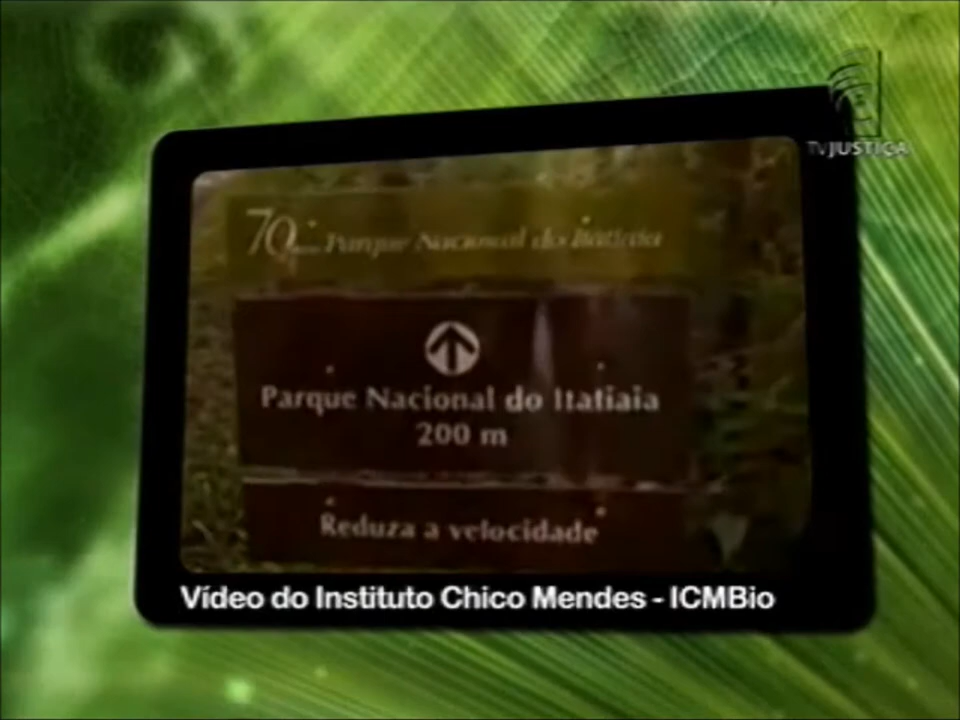 TV JUSTIÇA
70 anos Parque Nacional do Itatiaia
Parque Nacional do Itatiaia
200 m
Reduza a velocidade
Vídeo do Instituto Chico Mendes - ICMBio